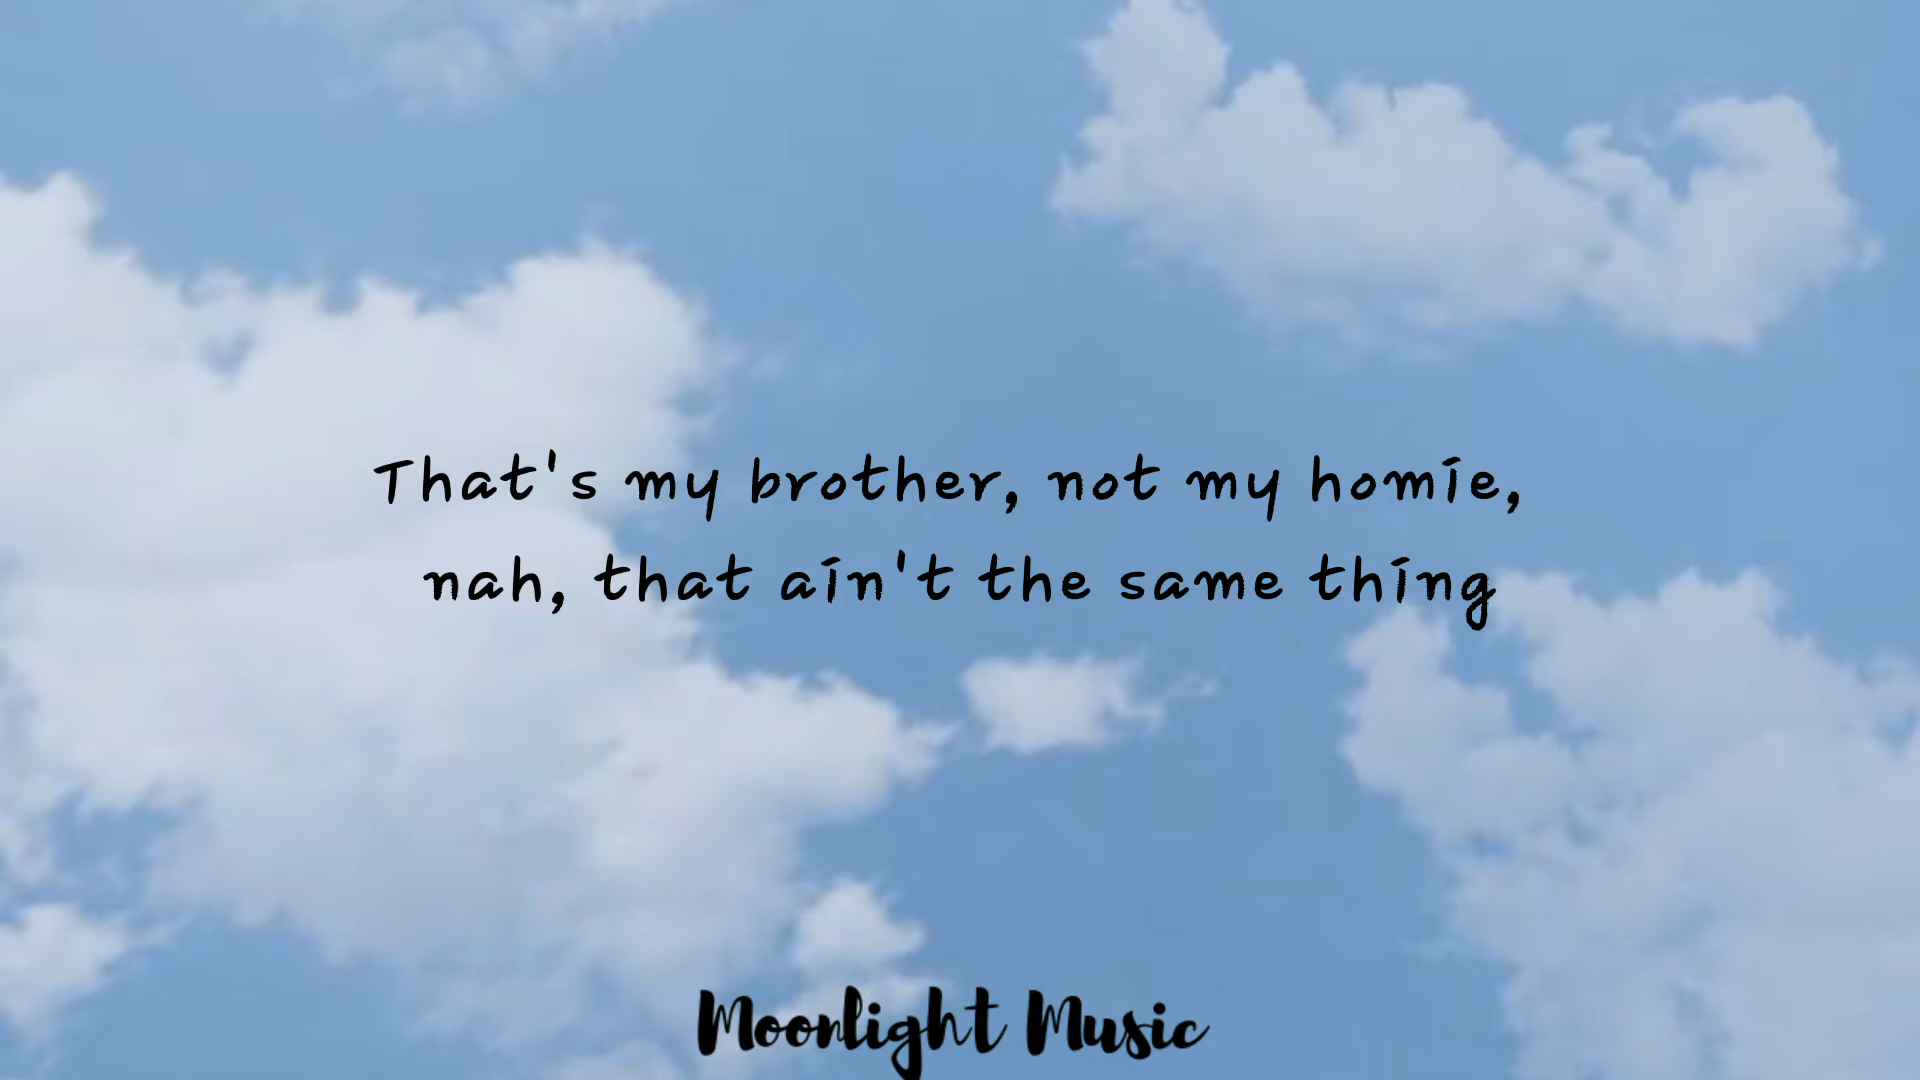 That's my brother, not my homie,
nah, that ain't the same thing
Moonlight Music